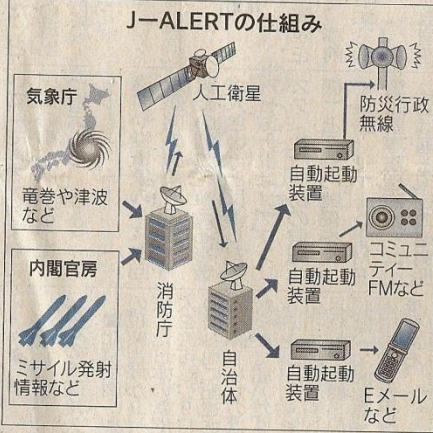 J-ALERTの仕組み
気象庁
竜巻や津波
など
内閣官房
ミサイル発射
情報など
人工衛星
消防庁
自治体
自動起動
装置
防災行政
無線
自動起動
装置
コミュニ
ティー
FMなど
自動起動
装置
Eメール
など